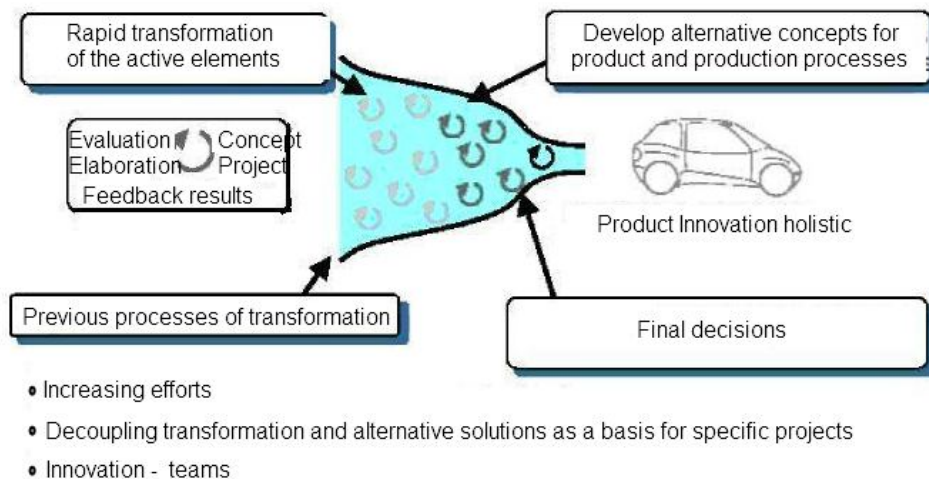 Rapid transformation
of the active elements
Develop alternative concepts for
product and production processes
Evaluation Concept
Elaboration Project
Feedback results
Product Innovation holistic
Previous processes of transformation
Final decisions
• Increasing efforts
• Decoupling transformation and alternative solutions as a basis for specific projects
• Innovation - teams